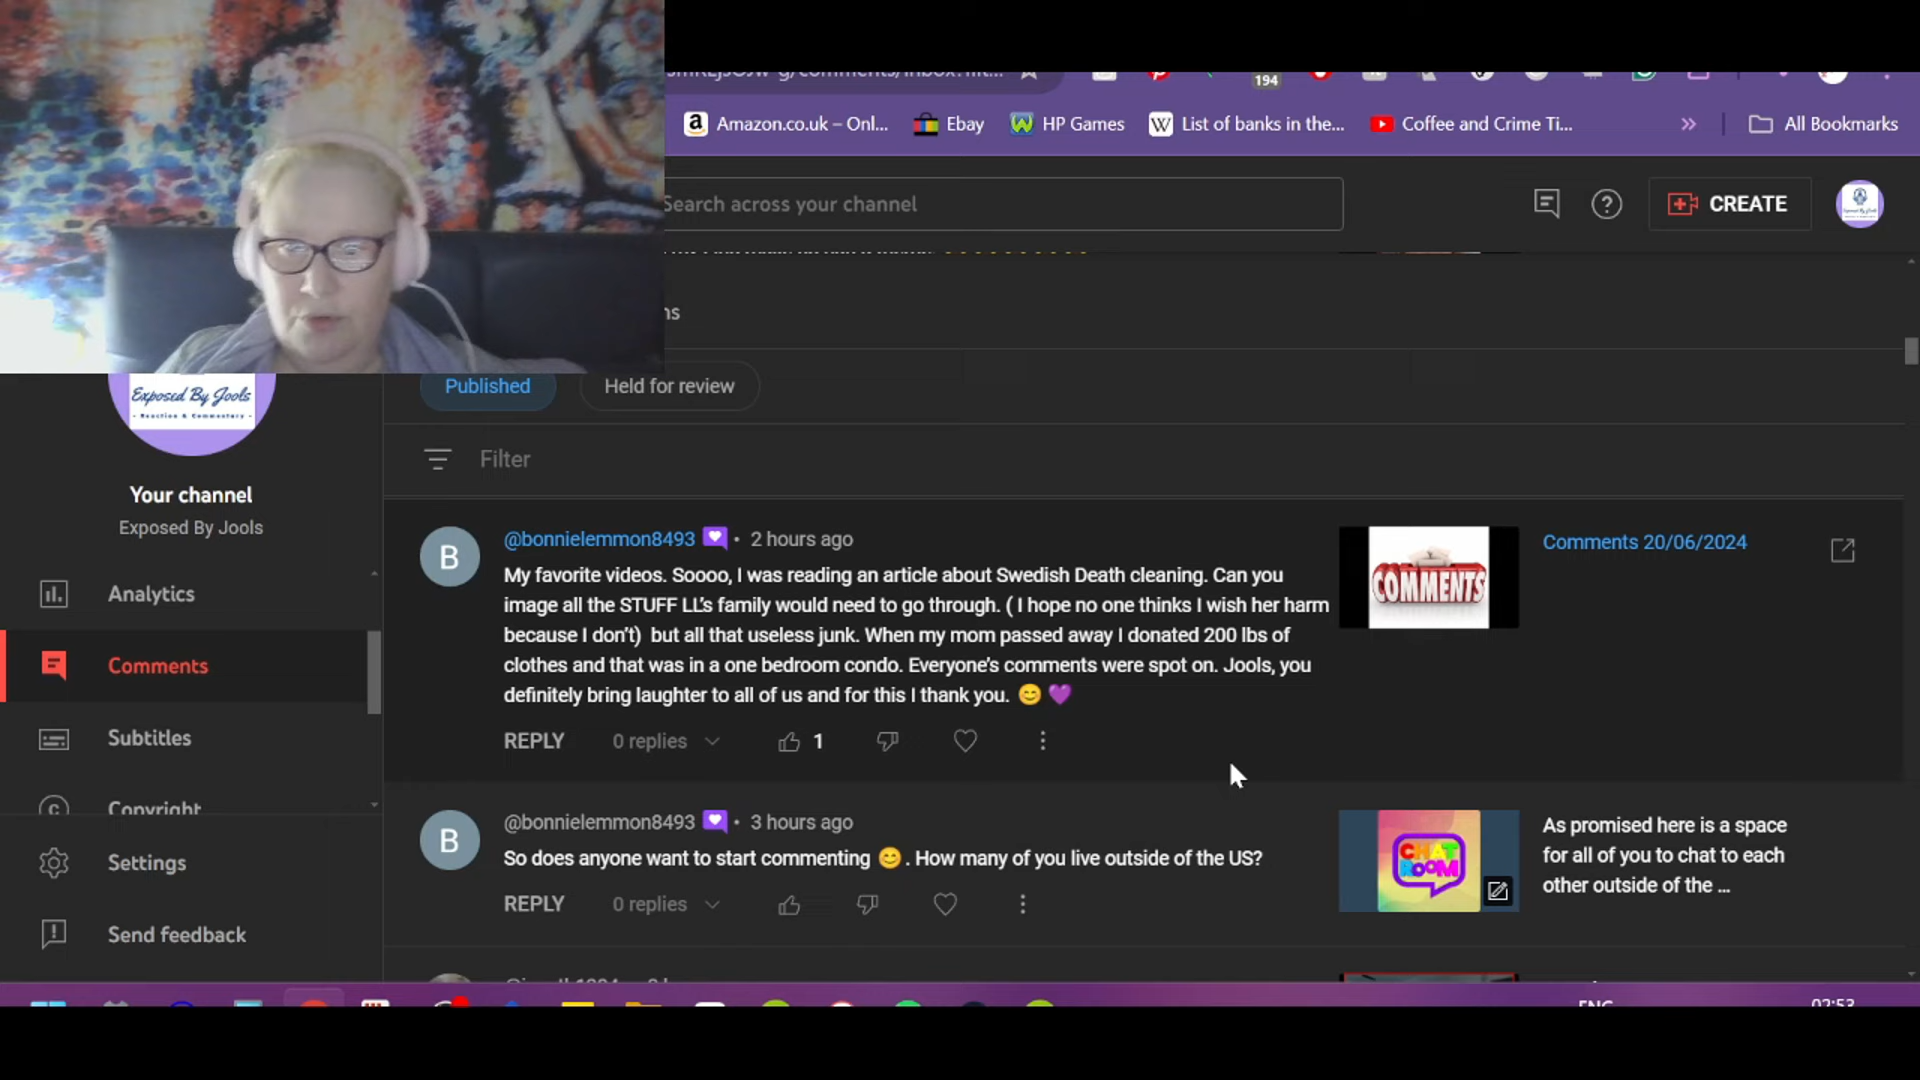 194
Amazon.co.uk – Onl...
Ebay
HP Games
List of banks in the...
Coffee and Crime Ti...
All Bookmarks
Search across your channel
CREATE
Published
Held for review
Exposed By Jools
- Reaction & Commentary -
Filter
Your channel
Exposed By Jools
Analytics
Comments
Subtitles
Copyright
Settings
Send feedback
B
@bonnielemmon8493 • 2 hours ago
My favorite videos. Soooo, I was reading an article about Swedish Death cleaning. Can you
image all the STUFF LL's family would need to go through. ( I hope no one thinks I wish her harm
because I don't) but all that useless junk. When my mom passed away I donated 200 lbs of
clothes and that was in a one bedroom condo. Everyone's comments were spot on. Jools, you
definitely bring laughter to all of us and for this I thank you. 😊 💜
REPLY
0 replies
1
COMMENTS
Comments 20/06/2024
B
@bonnielemmon8493 • 3 hours ago
So does anyone want to start commenting 😊 . How many of you live outside of the US?
REPLY
0 replies
CHAT
ROOM
As promised here is a space
for all of you to chat to each
other outside of the ...
ENG
02:53